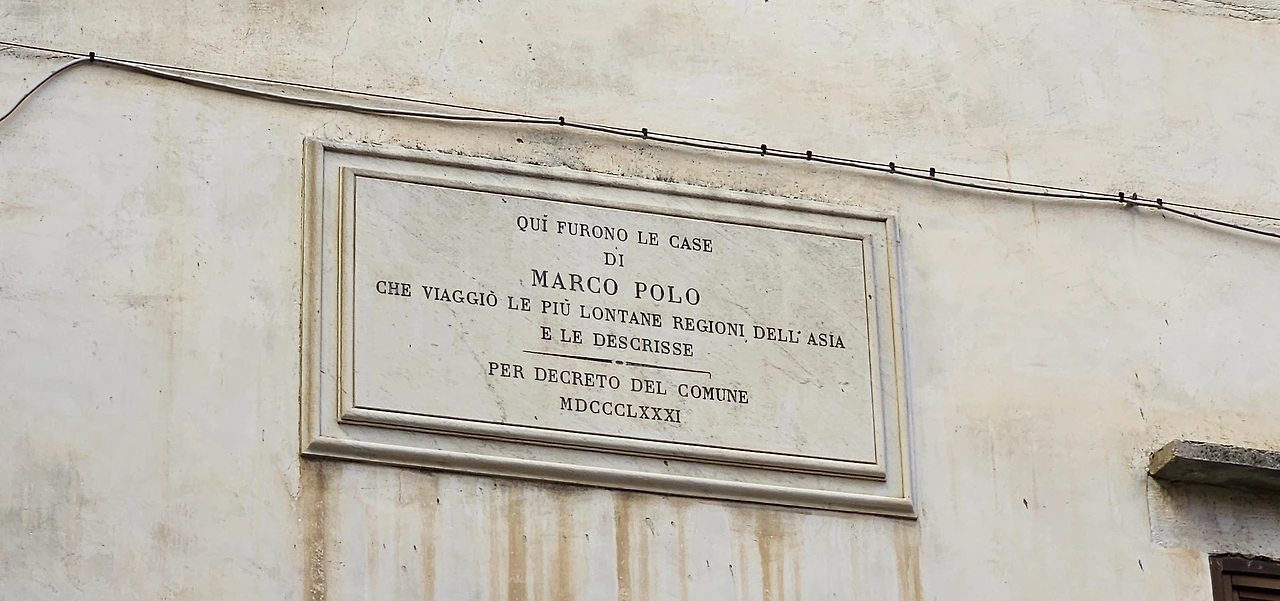 QUÌ FURONO LE CASE
DI
MARCO POLO
CHE VIAGGIÒ LE PIÙ LONTANE REGIONI DELL' ASIA
E LE DESCRISSE
PER DECRETO DEL COMUNE
MDCCCLXXXI